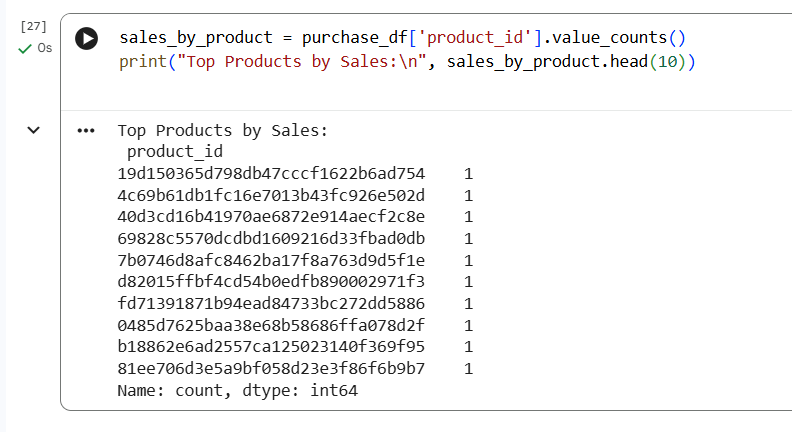 [27]
0s
sales_by_product = purchase_df['product_id'].value_counts()
print("Top Products by Sales:\n", sales_by_product.head(10))
Top Products by Sales:
product_id
19d150365d798db47cccf1622b6ad754    1
4c69b61db1fc16e7013b43fc926e502d    1
40d3cd16b41970ae6872e914aecf2c8e    1
69828c5570dcdbd1609216d33fbad0db    1
7b0746d8afc8462ba17f8a763d9d5f1e    1
d82015ffbf4cd54b0edfb890002971f3    1
fd71391871b94ead84733bc272dd5886    1
0485d7625baa38e68b58686ffa078d2f    1
b18862e6ad2557ca125023140f369f95    1
81ee706d3e5a9bf058d23e3f86f6b9b7    1
Name: count, dtype: int64